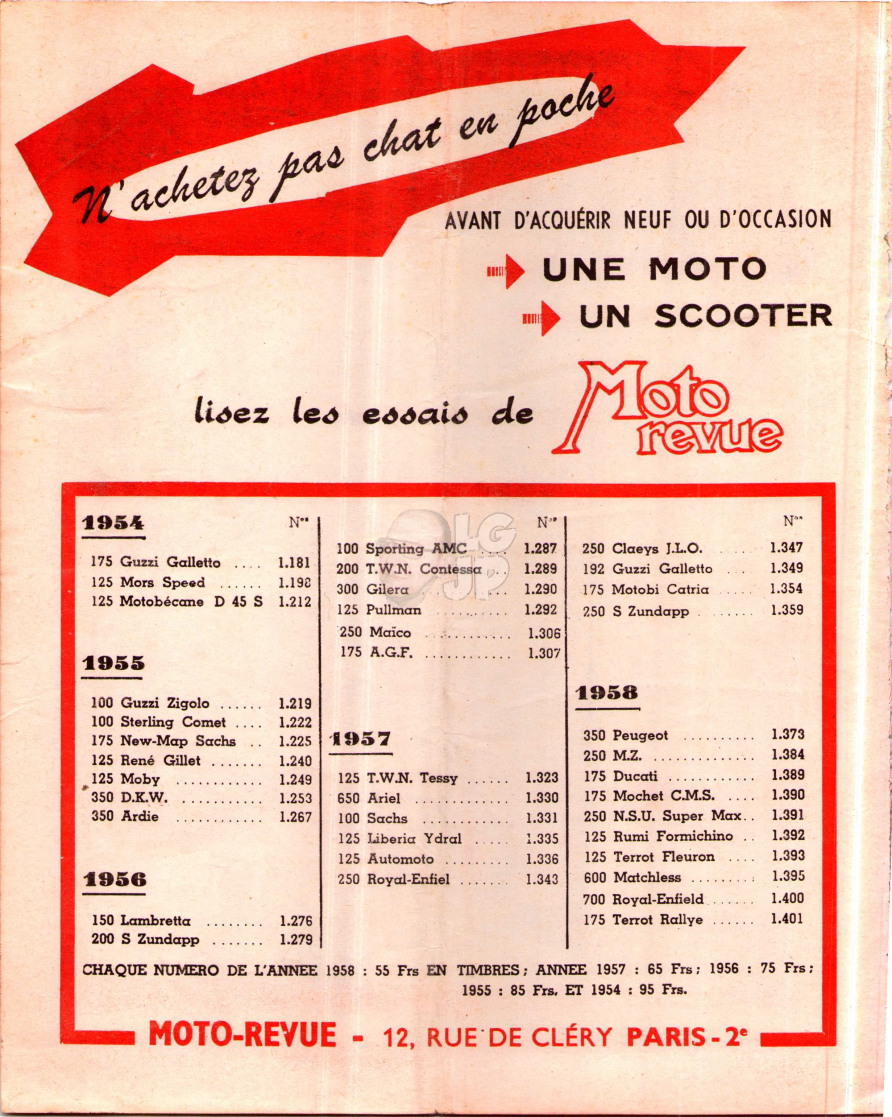 N'achetez pas chat en poche
AVANT D'ACQUÉRIR NEUF OU D'OCCASION
UNE MOTO
UN SCOOTER
lisez les essais de Moto revue
1954 Nos
175 Guzzi Galletto .... 1.181
125 Mors Speed ...... 1.198
125 Motobécane D 45 S 1.212
1955
100 Guzzi Zigolo ...... 1.219
100 Sterling Comet .... 1.222
175 New-Map Sachs .. 1.225
125 René Gillet ....... 1.240
125 Moby ............ 1.249
350 D.K.W. ........... 1.253
350 Ardie ............ 1.267
1956
150 Lambretta ........ 1.276
200 S Zundapp ....... 1.279
Nos
100 Sporting AMC .... 1.287
200 T.W.N. Contessa .. 1.289
300 Gilera ............ 1.290
125 Pullman .......... 1.292
250 Maïco ........... 1.306
175 A.G.F. ............ 1.307
1957
125 T.W.N. Tessy ...... 1.323
650 Ariel ............. 1.330
100 Sachs ............ 1.331
125 Liberia Ydral ..... 1.335
125 Automoto ......... 1.336
250 Royal-Enfiel ....... 1.343
Nos
250 Claeys J.L.O. ...... 1.347
192 Guzzi Galletto .... 1.349
175 Motobi Catria ..... 1.354
250 S Zundapp ........ 1.359
1958
350 Peugeot .......... 1.373
250 M.Z. .............. 1.384
175 Ducati ............ 1.389
175 Mochet C.M.S. .... 1.390
250 N.S.U. Super Max.. 1.391
125 Rumi Formichino .. 1.392
125 Terrot Fleuron .... 1.393
600 Matchless ......... 1.395
700 Royal-Enfield ...... 1.400
175 Terrot Rallye ...... 1.401
CHAQUE NUMERO DE L'ANNEE 1958 : 55 Frs EN TIMBRES ; ANNEE 1957 : 65 Frs ; 1956 : 75 Frs ;
1955 : 85 Frs, ET 1954 : 95 Frs.
MOTO-REVUE - 12, RUE DE CLÉRY PARIS - 2e
LG
JP